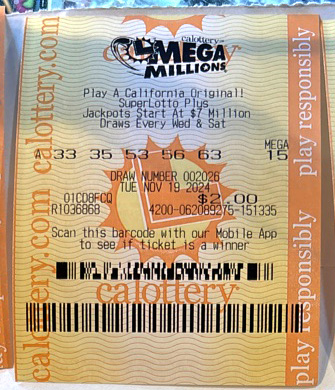 calottery
MEGA
MILLIONS
Play A California Original!
SuperLotto Plus
Jackpots Start At $7 Million
Draws Every Wed & Sat
MEGA
A 33 35 53 56 63 15
DRAW NUMBER 002026
TUE NOV 19 2024
01CD8FCQ $2.00
R1036868 4200-062089275-151335
Scan this barcode with our Mobile App
to see if ticket is a winner
calottery
calottery.com calottery.com
play responsibly play responsibly